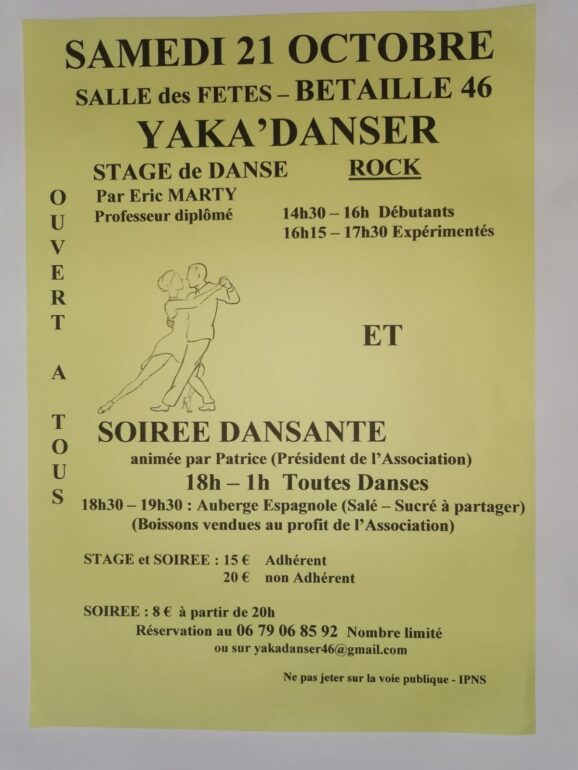 SAMEDI 21 OCTOBRE
SALLE des FETES – BETAILLE 46
YAKA'DANSER
STAGE de DANSE ROCK
Par Eric MARTY
Professeur diplômé 14h30 – 16h Débutants
16h15 – 17h30 Expérimentés
OUVERT A TOUS
ET
SOIREE DANSANTE
animée par Patrice (Président de l'Association)
18h – 1h Toutes Danses
18h30 – 19h30 : Auberge Espagnole (Salé – Sucré à partager)
(Boissons vendues au profit de l'Association)
STAGE et SOIREE : 15 € Adhérent
20 € non Adhérent
SOIREE : 8 € à partir de 20h
Réservation au 06 79 06 85 92 Nombre limité
ou sur yakadanser46@gmail.com
Ne pas jeter sur la voie publique - IPNS